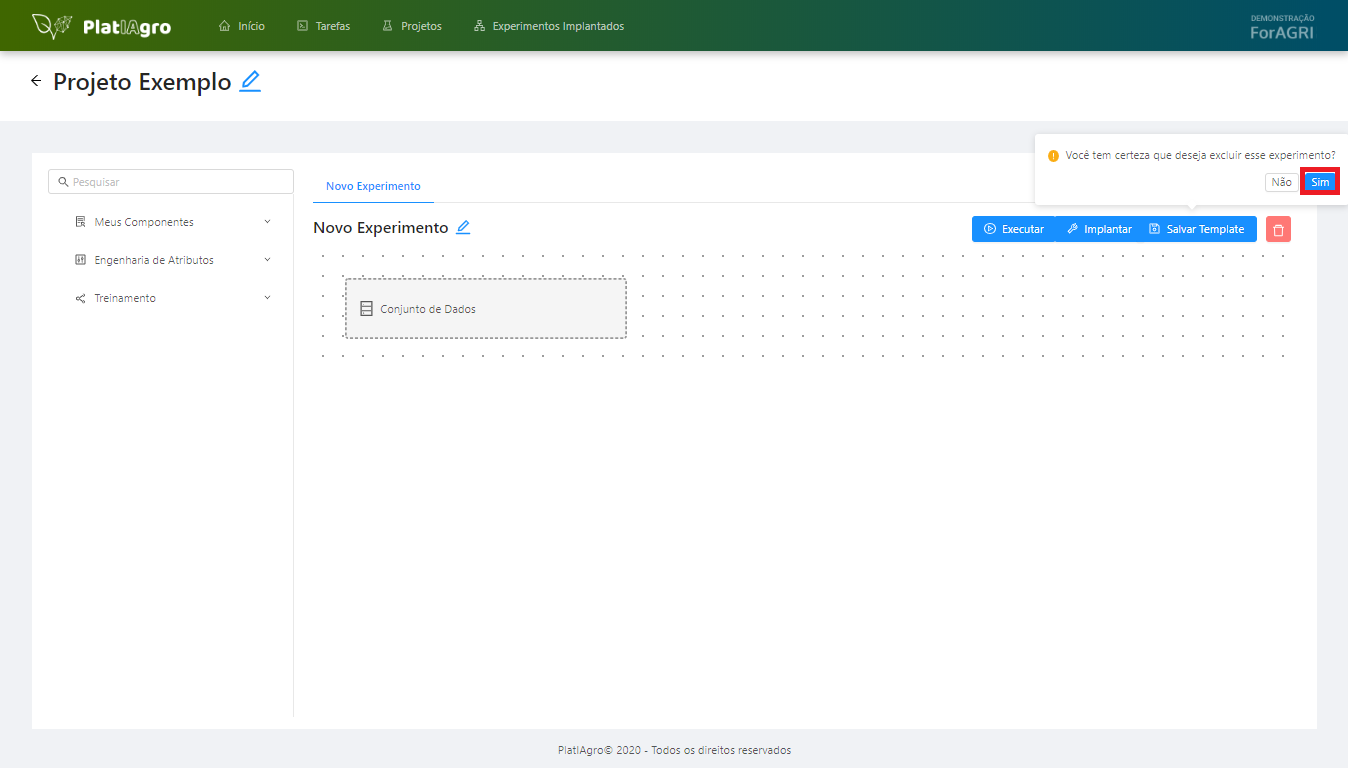 PlatIAgro
Início
Tarefas
Projetos
Experimentos Implantados
DEMONSTRAÇÃO
ForAGRI
Projeto Exemplo
Você tem certeza que deseja excluir esse experimento?
Não
Sim
Pesquisar
Meus Componentes
Engenharia de Atributos
Treinamento
Novo Experimento
Novo Experimento
Executar
Implantar
Salvar Template
Conjunto de Dados
PlatIAgro© 2020 - Todos os direitos reservados